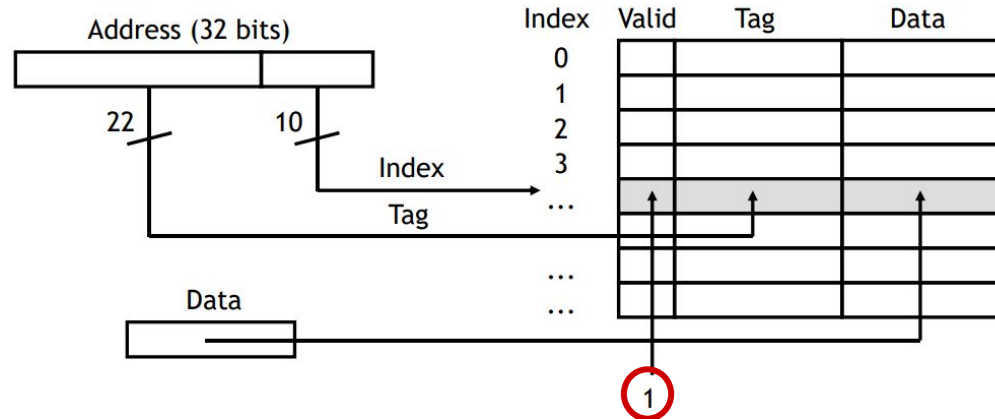 Index Valid Tag Data
Address (32 bits)
0
1
22 10
2
3
Index
...
Tag
...
Data
...
1